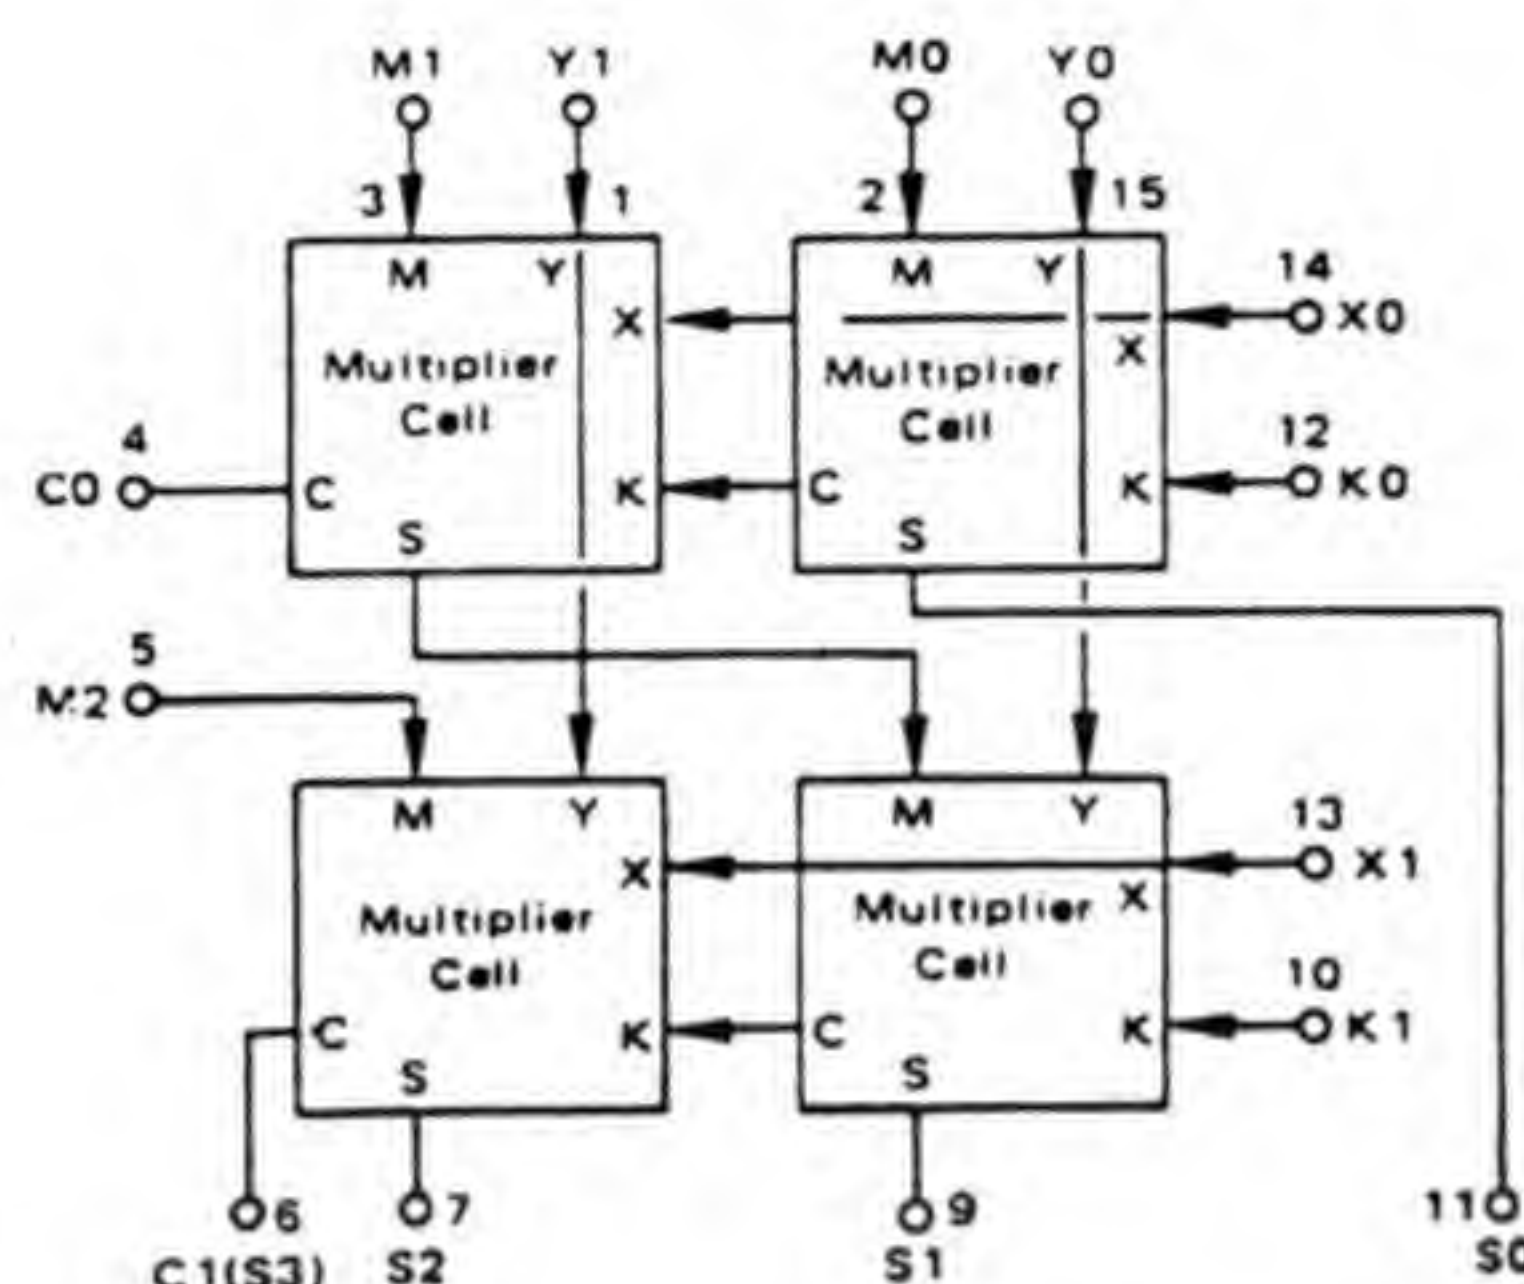 M1 Y1 M0 Y0
3 1 2 15
M Y M Y 14
X X0
X
Multiplier Multiplier
Cell Cell
4 12
C0 C K C K K0
S S
5
M2
M Y M Y 13
X X1
X
Multiplier Multiplier
Cell Cell
10
C K C K K1
S S
6 7 9 11
C1(S3) S2 S1 S0